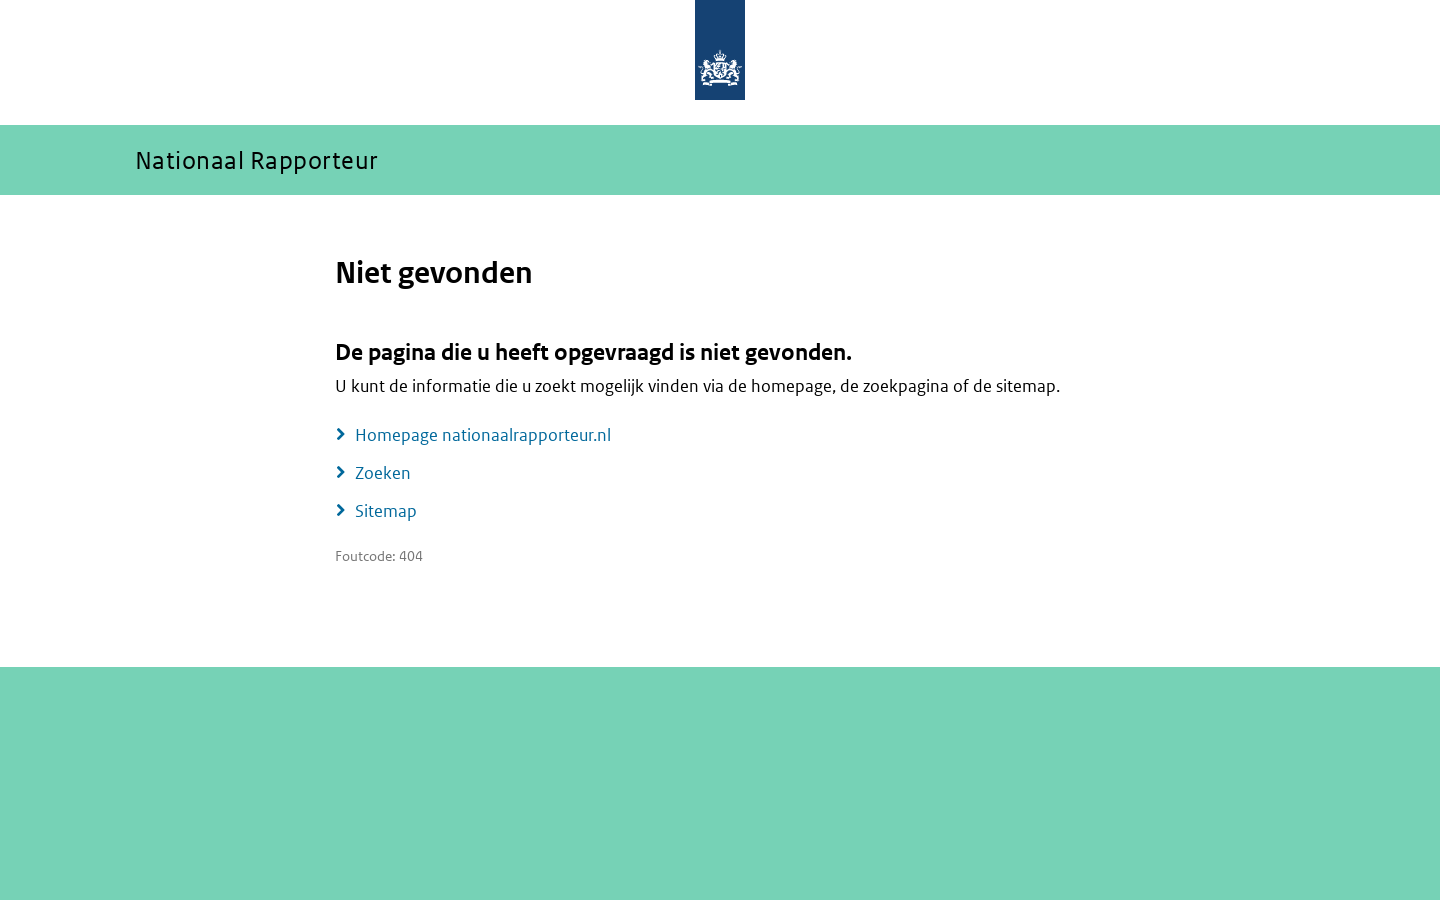 Nationaal Rapporteur
Niet gevonden
De pagina die u heeft opgevraagd is niet gevonden.
U kunt de informatie die u zoekt mogelijk vinden via de homepage, de zoekpagina of de sitemap.
Homepage nationaalrapporteur.nl
Zoeken
Sitemap
Foutcode: 404